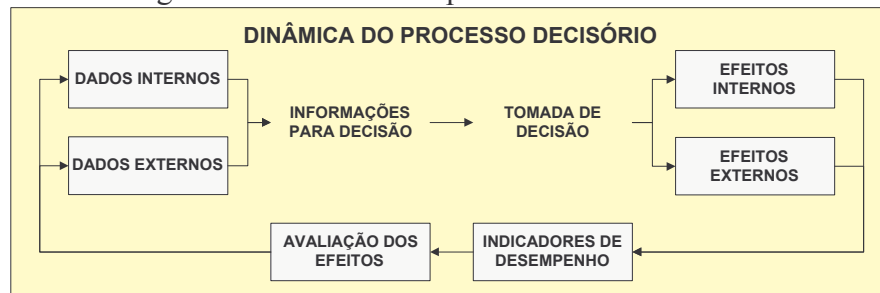 DINÂMICA DO PROCESSO DECISÓRIO
DADOS INTERNOS
DADOS EXTERNOS
INFORMAÇÕES
PARA DECISÃO
TOMADA DE
DECISÃO
EFEITOS
INTERNOS
EFEITOS
EXTERNOS
AVALIAÇÃO DOS
EFEITOS
INDICADORES DE
DESEMPENHO